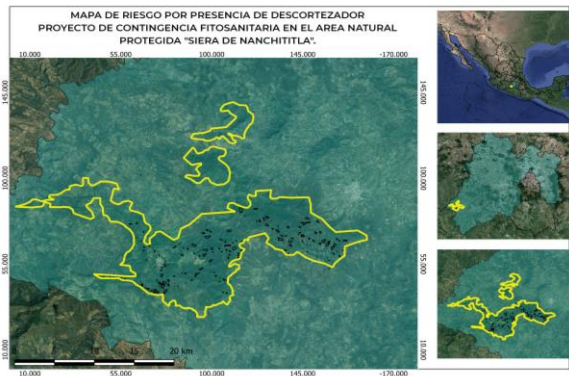 MAPA DE RIESGO POR PRESENCIA DE DESCORTEZADOR
PROYECTO DE CONTINGENCIA FITOSANITARIA EN EL AREA NATURAL
PROTEGIDA "SIERA DE NANCHITITLA".
10.000 55.000 100.000 -170.000
145.000 145.000
100.000 100.000
55.000 55.000
10.000 10.000
15 20 km
10.000 55.000 100.000 145.000 -170.000